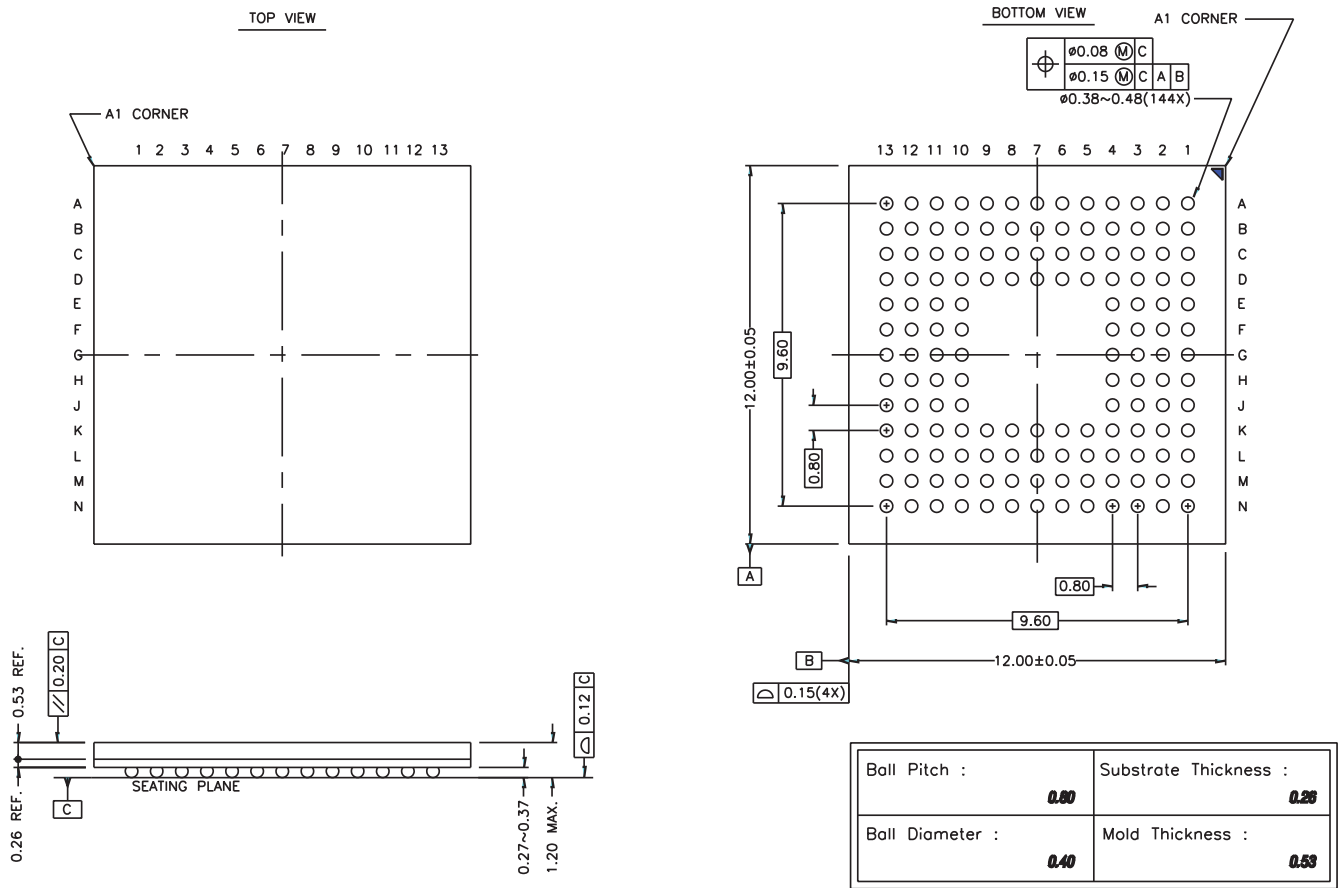 TOP VIEW
A1 CORNER
1 2 3 4 5 6 7 8 9 10 11 12 13
A
B
C
D
E
F
G
H
J
K
L
M
N
BOTTOM VIEW
A1 CORNER
ø0.08 Ⓜ C
ø0.15 Ⓜ C A B
ø0.38~0.48(144X)
13 12 11 10 9 8 7 6 5 4 3 2 1
A
B
C
D
E
F
G
H
J
K
L
M
N
12.00±0.05
9.60
0.80
A
0.80
9.60
B
12.00±0.05
0.15(4X)
0.53 REF.
0.20 C
0.26 REF.
C
SEATING PLANE
0.12 C
0.27~0.37
1.20 MAX.
Ball Pitch :
0.80
Substrate Thickness :
0.26
Ball Diameter :
0.40
Mold Thickness :
0.53